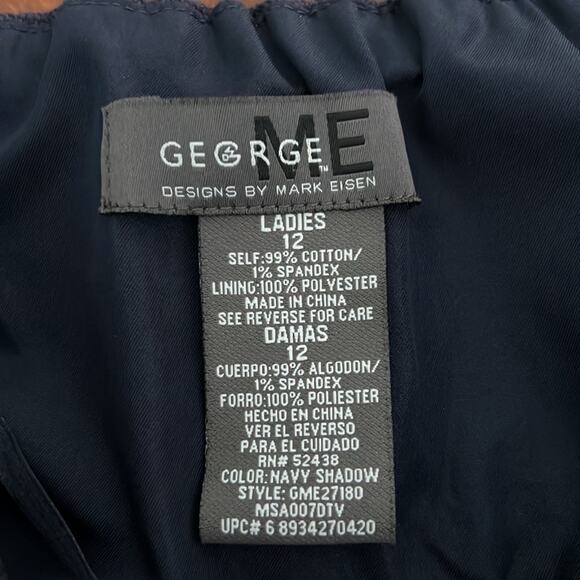 ME
GEORGE™
DESIGNS BY MARK EISEN
LADIES
12
SELF:99% COTTON/
1% SPANDEX
LINING:100% POLYESTER
MADE IN CHINA
SEE REVERSE FOR CARE
DAMAS
12
CUERPO:99% ALGODON/
1% SPANDEX
FORRO:100% POLIESTER
HECHO EN CHINA
VER EL REVERSO
PARA EL CUIDADO
RN# 52438
COLOR: NAVY SHADOW
STYLE: GME27180
MSA007DTV
UPC# 6 8934270420